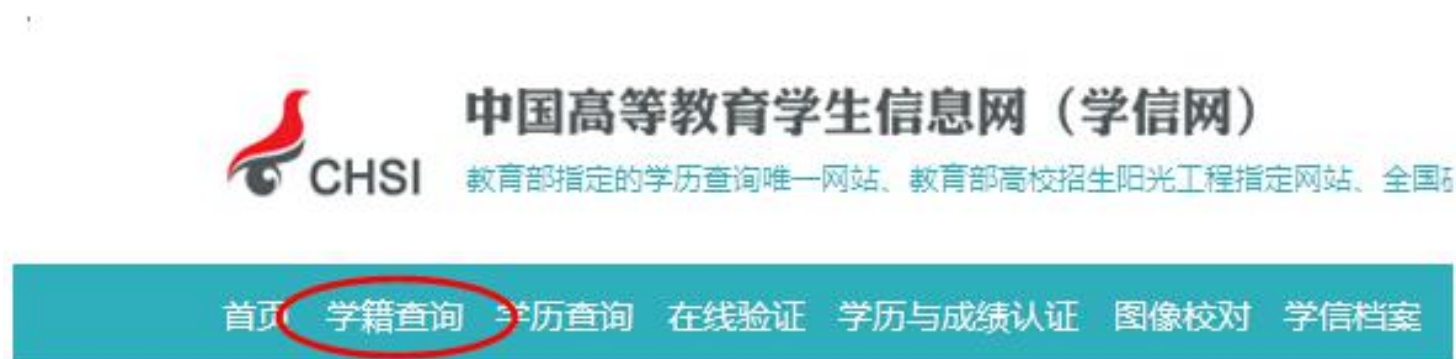 中国高等教育学生信息网（学信网）
CHSI
教育部指定的学历查询唯一网站、教育部高校招生阳光工程指定网站、全国
首页 学籍查询 学历查询 在线验证 学历与成绩认证 图像校对 学信档案